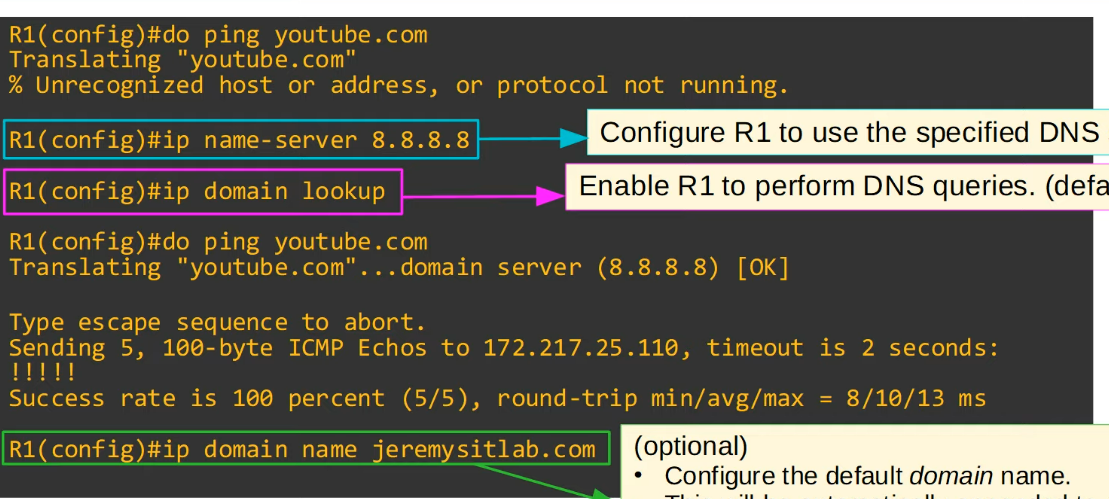 R1(config)#do ping youtube.com
Translating "youtube.com"
% Unrecognized host or address, or protocol not running.
R1(config)#ip name-server 8.8.8.8
Configure R1 to use the specified DNS
R1(config)#ip domain lookup
Enable R1 to perform DNS queries. (defa
R1(config)#do ping youtube.com
Translating "youtube.com"...domain server (8.8.8.8) [OK]
Type escape sequence to abort.
Sending 5, 100-byte ICMP Echos to 172.217.25.110, timeout is 2 seconds:
!!!!!
Success rate is 100 percent (5/5), round-trip min/avg/max = 8/10/13 ms
R1(config)#ip domain name jeremysitlab.com
(optional)
• Configure the default domain name.